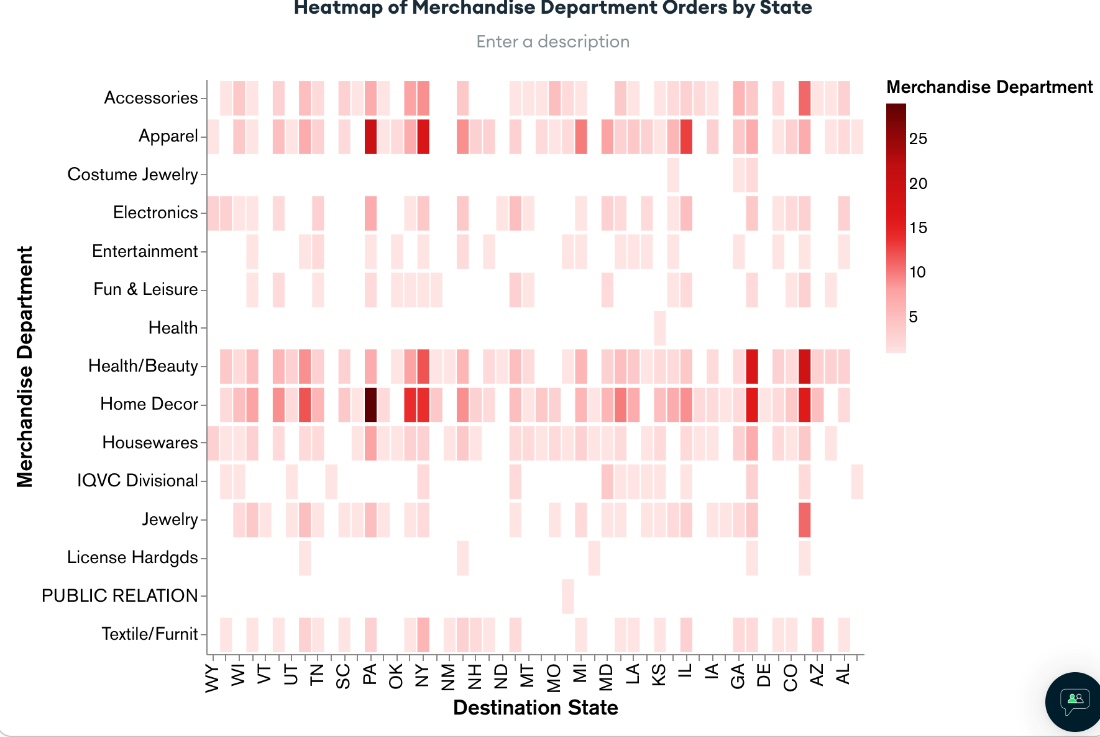 Heatmap of Merchandise Department Orders by State
Enter a description
Merchandise Department
25
20
15
10
5
Merchandise Department
Accessories
Apparel
Costume Jewelry
Electronics
Entertainment
Fun & Leisure
Health
Health/Beauty
Home Decor
Housewares
IQVC Divisional
Jewelry
License Hardgds
PUBLIC RELATION
Textile/Furnit
WY WI VT UT TN SC PA OK NY NM NH ND MT MO MI MD LA KS IL IA GA DE CO AZ AL
Destination State